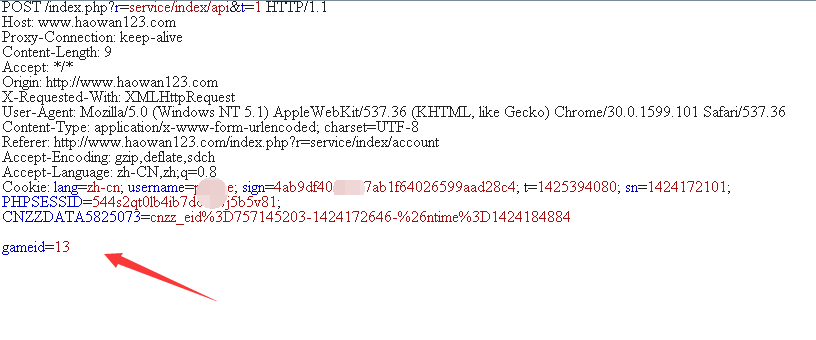 POST /index.php?r=service/index/api&t=1 HTTP/1.1
Host: www.haowan123.com
Proxy-Connection: keep-alive
Content-Length: 9
Accept: */*
Origin: http://www.haowan123.com
X-Requested-With: XMLHttpRequest
User-Agent: Mozilla/5.0 (Windows NT 5.1) AppleWebKit/537.36 (KHTML, like Gecko) Chrome/30.0.1599.101 Safari/537.36
Content-Type: application/x-www-form-urlencoded; charset=UTF-8
Referer: http://www.haowan123.com/index.php?r=service/index/account
Accept-Encoding: gzip,deflate,sdch
Accept-Language: zh-CN,zh;q=0.8
Cookie: lang=zh-cn; username= sign=4ab9df40 7ab1f64026599aad28c4; t=1425394080; sn=1424172101;
PHPSESSID=544s2qt0lb4ib7d j5b5v81;
CNZZDATA5825073=cnzz_eid%3D757145203-1424172646-%26ntime%3D1424184884
gameid=13